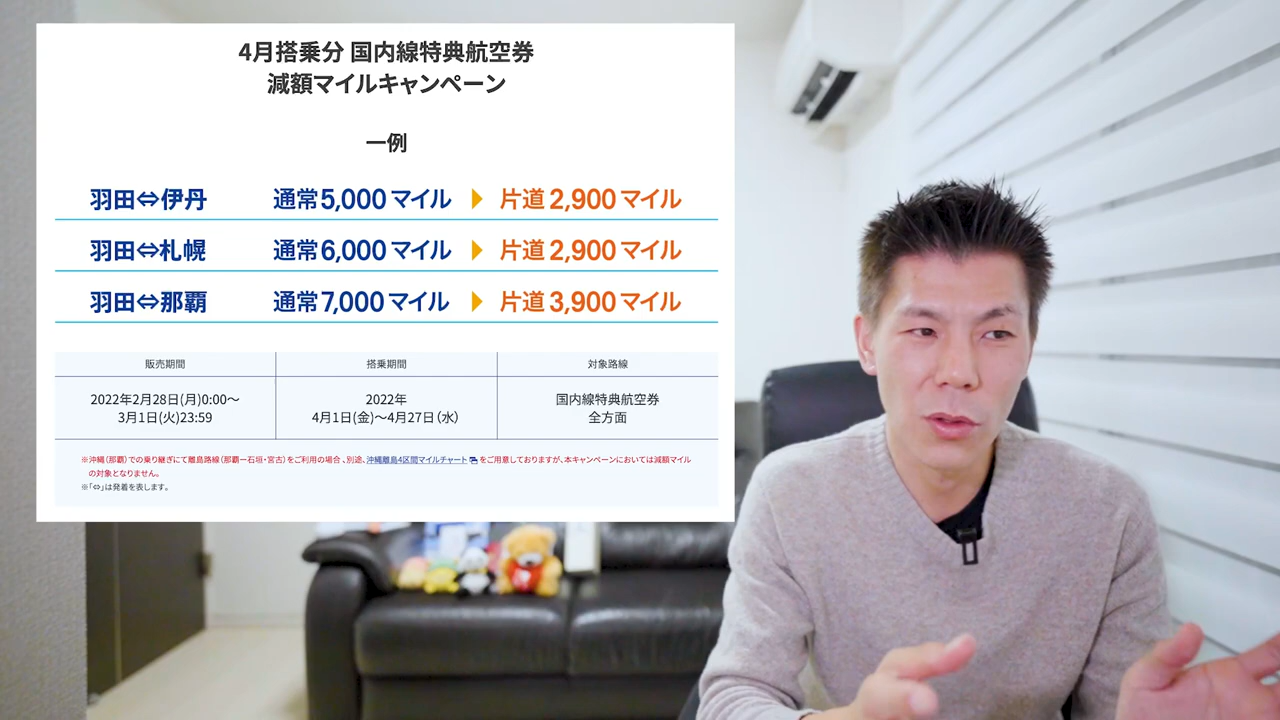 4月搭乗分 国内線特典航空券
減額マイルキャンペーン
一例
羽田⇔伊丹 通常5,000マイル ▶ 片道2,900マイル
羽田⇔札幌 通常6,000マイル ▶ 片道2,900マイル
羽田⇔那覇 通常7,000マイル ▶ 片道3,900マイル
販売期間 搭乗期間 対象路線
2022年2月28日(月)0:00～
3月1日(火)23:59
2022年
4月1日(金)～4月27日(水)
国内線特典航空券
全方面
※沖縄(那覇)での乗り継ぎにて離島路線(那覇ー石垣・宮古)をご利用の場合、別途、沖縄離島4区間マイルチャートをご用意しておりますが、本キャンペーンにおいては減額マイル
の対象となりません。
※「⇔」は発着を表します。